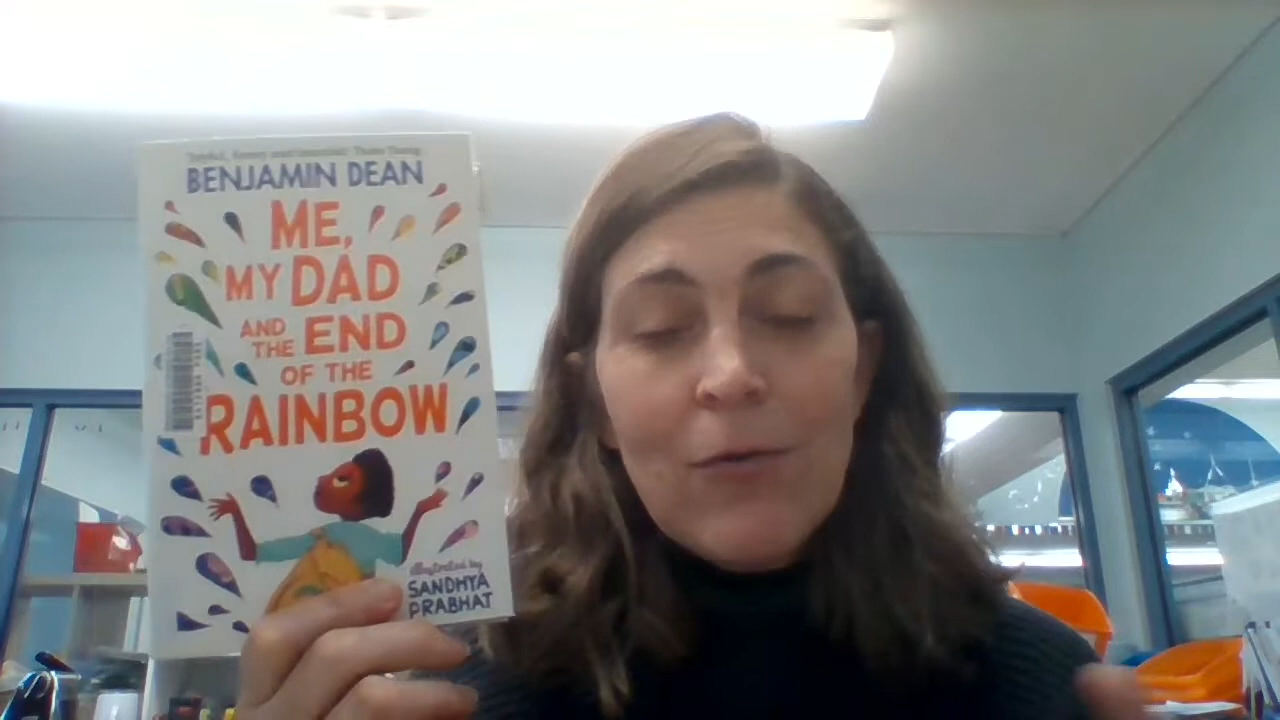 BENJAMIN DEAN
ME,
MY DAD
AND THE END
OF THE
RAINBOW
illustrated by
SANDHYA
PRABHAT